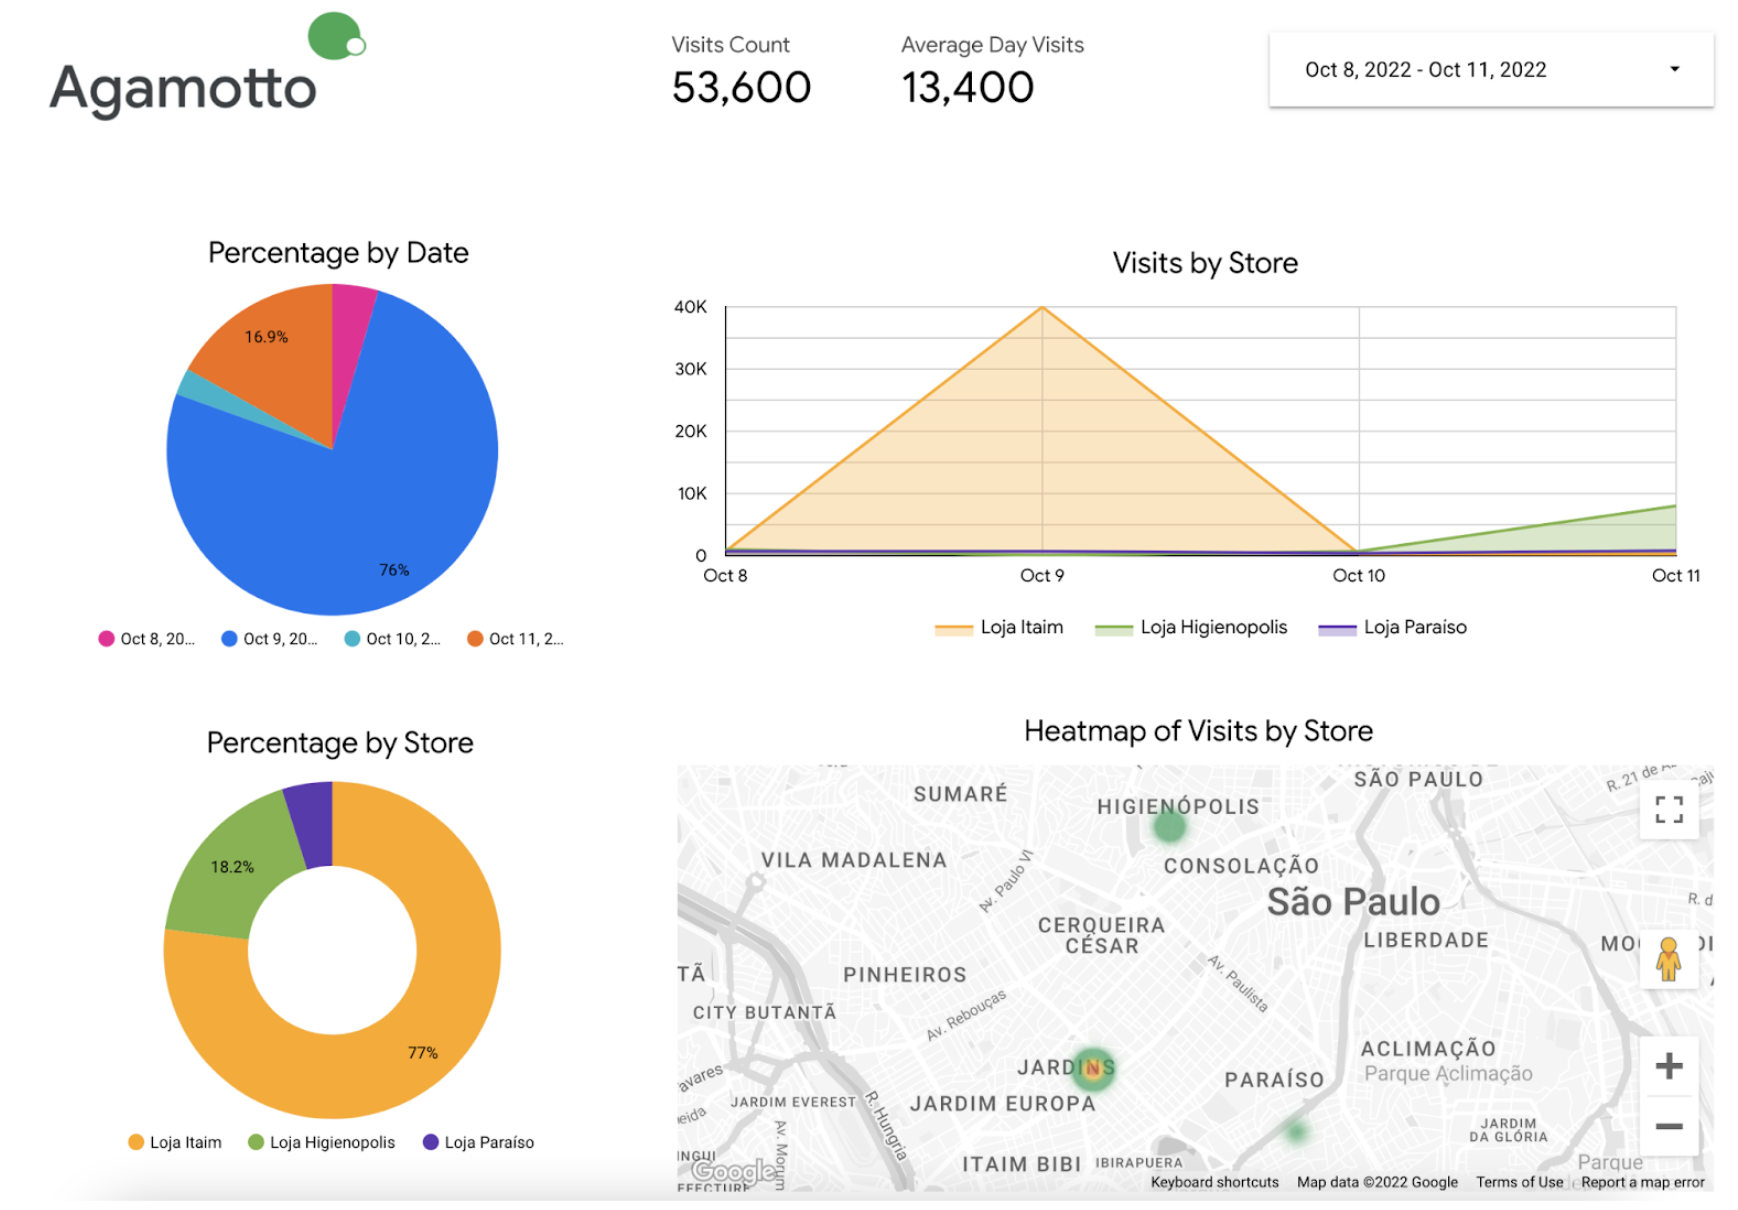 Agamotto
Visits Count
53,600
Average Day Visits
13,400
Oct 8, 2022 - Oct 11, 2022
Percentage by Date
16.9%
76%
Oct 8, 20...
Oct 9, 20...
Oct 10, 2...
Oct 11, 2...
Visits by Store
40K
30K
20K
10K
0
Oct 8
Oct 9
Oct 10
Oct 11
Loja Itaim
Loja Higienopolis
Loja Paraíso
Percentage by Store
18.2%
77%
Loja Itaim
Loja Higienopolis
Loja Paraíso
Heatmap of Visits by Store
SÃO PAULO
R. 21 de
SUMARÉ
HIGIENÓPOLIS
VILA MADALENA
Av. Paulo VI
CONSOLAÇÃO
São Paulo
R. d
CERQUEIRA
CÉSAR
LIBERDADE
MO
TÃ
PINHEIROS
Av. Paulista
CITY BUTANTÃ
Av. Rebouças
JARDINS
ACLIMAÇÃO
Parque Aclimação
PARAÍSO
avares
JARDIM EVEREST
JARDIM EUROPA
R. Hungria
eida
Av. Morum
JARDIM
DA GLÓRIA
INGUI
ITAIM BIBI
IBIRAPUERA
Parque
Google
Keyboard shortcuts
Map data ©2022 Google
Terms of Use
Report a map error